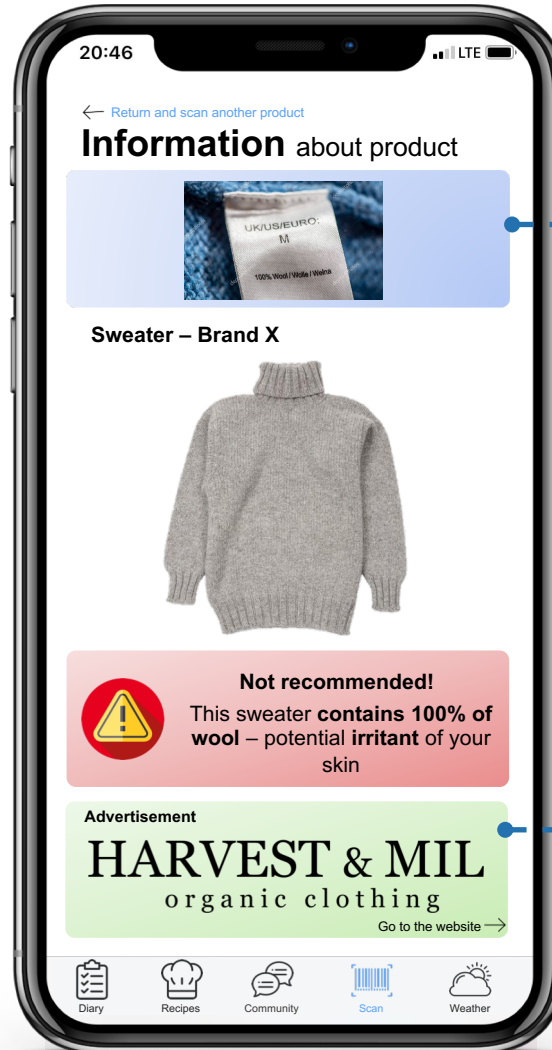 20:46
LTE
Return and scan another product
Information about product
UK/US/EURO:
M
100% Wool / Wolle / Welna
Sweater – Brand X
Not recommended!
This sweater contains 100% of
wool – potential irritant of your
skin
Advertisement
HARVEST & MIL
organic clothing
Go to the website
Diary
Recipes
Community
Scan
Weather